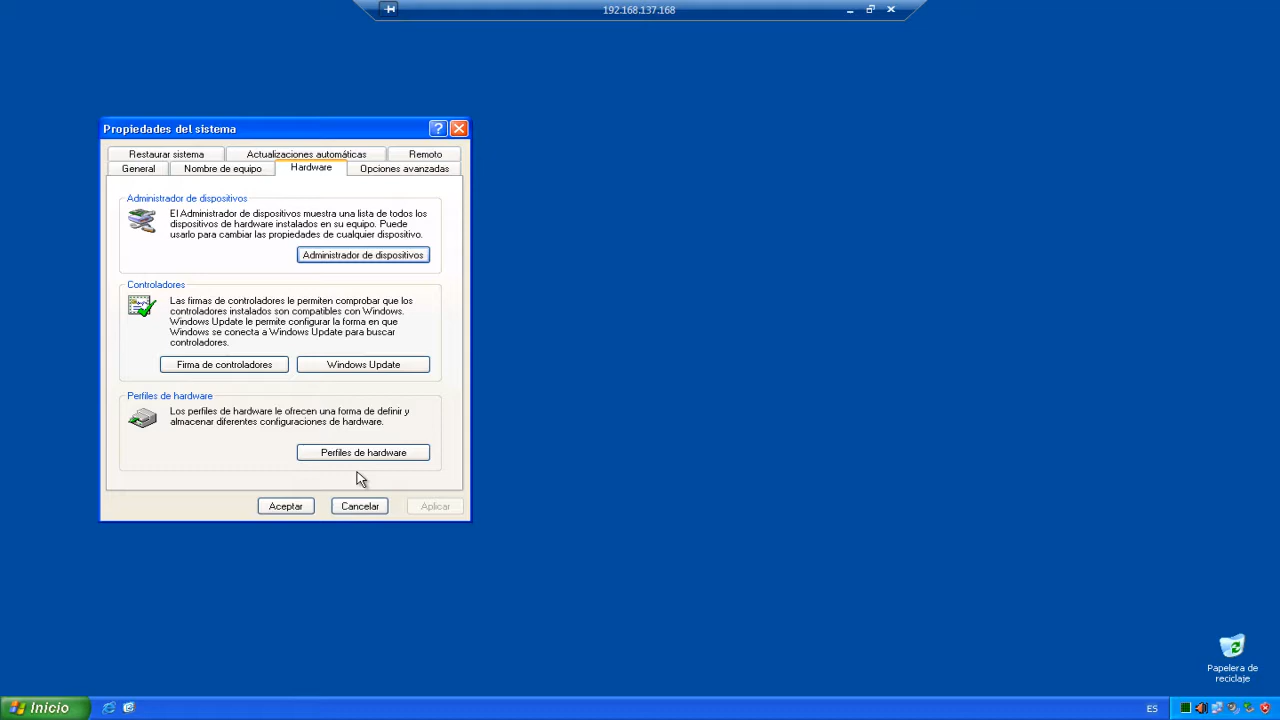 192.168.137.168
Propiedades del sistema
Restaurar sistema
Actualizaciones automáticas
Remoto
General
Nombre de equipo
Hardware
Opciones avanzadas
Administrador de dispositivos
El Administrador de dispositivos muestra una lista de todos los
dispositivos de hardware instalados en su equipo. Puede
usarlo para cambiar las propiedades de cualquier dispositivo.
Administrador de dispositivos
Controladores
Las firmas de controladores le permiten comprobar que los
controladores instalados son compatibles con Windows.
Windows Update le permite configurar la forma en que
Windows se conecta a Windows Update para buscar
controladores.
Firma de controladores
Windows Update
Perfiles de hardware
Los perfiles de hardware le ofrecen una forma de definir y
almacenar diferentes configuraciones de hardware.
Perfiles de hardware
Aceptar
Cancelar
Aplicar
Papelera de
reciclaje
Inicio
ES